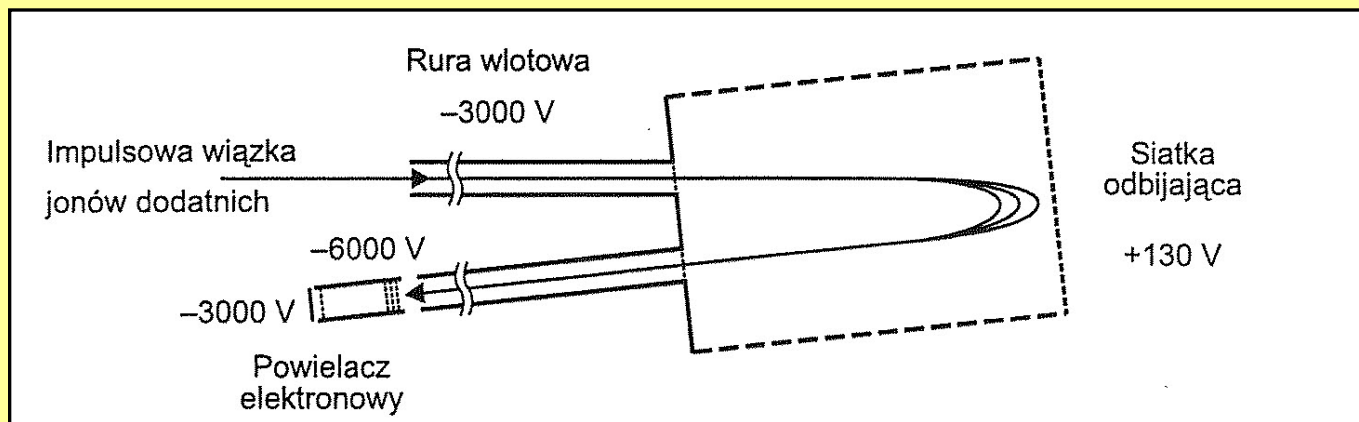 Rura wlotowa
–3000 V
Impulsowa wiązka
jonów dodatnich
Siatka
odbijająca
+130 V
–6000 V
–3000 V
Powielacz
elektronowy